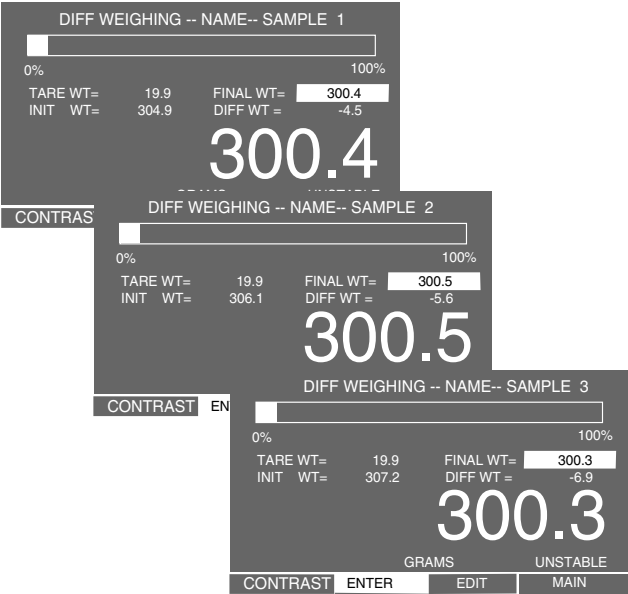 DIFF WEIGHING -- NAME-- SAMPLE 1
0% 100%
TARE WT= 19.9 FINAL WT= 300.4
INIT WT= 304.9 DIFF WT = -4.5
300.4
GRAMS UNSTABLE
CONTRAS
DIFF WEIGHING -- NAME-- SAMPLE 2
0% 100%
TARE WT= 19.9 FINAL WT= 300.5
INIT WT= 306.1 DIFF WT = -5.6
300.5
CONTRAST EN
DIFF WEIGHING -- NAME-- SAMPLE 3
0% 100%
TARE WT= 19.9 FINAL WT= 300.3
INIT WT= 307.2 DIFF WT = -6.9
300.3
GRAMS UNSTABLE
CONTRAST ENTER EDIT MAIN